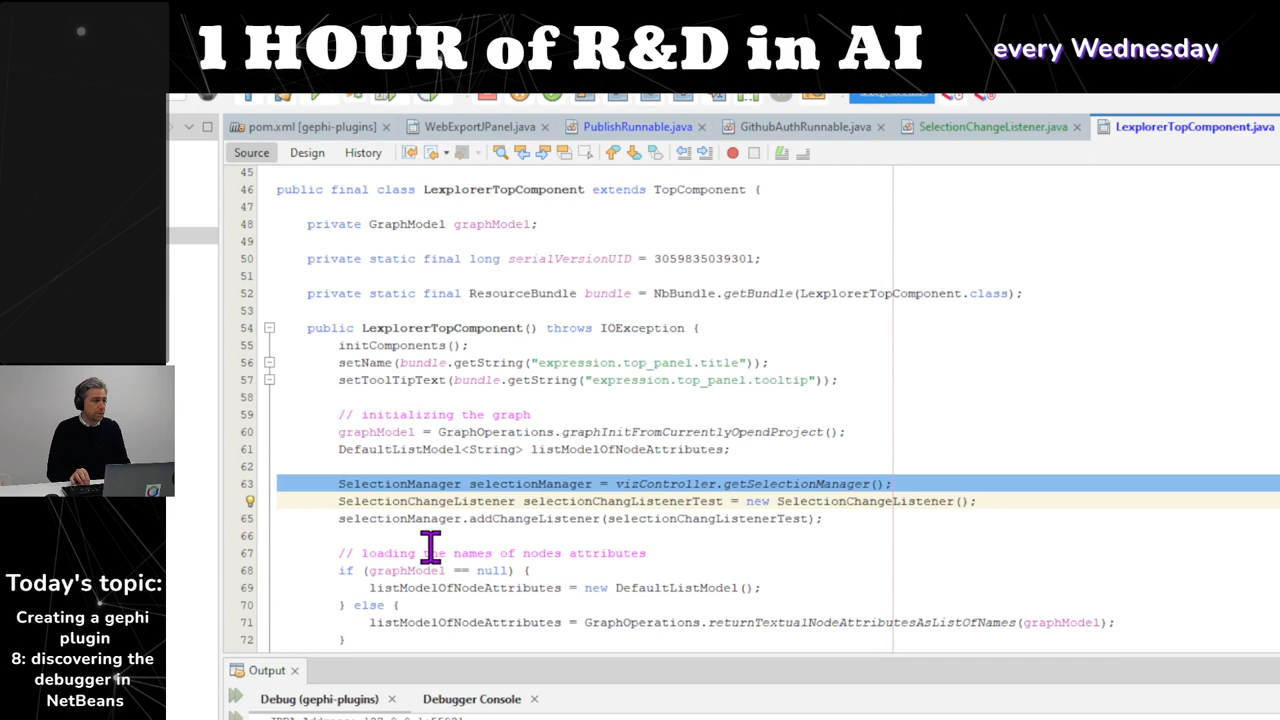 1 HOUR of R&D in AI
every Wednesday
pom.xml [gephi-plugins]
WebExportJPanel.java
PublishRunnable.java
GithubAuthRunnable.java
SelectionChangeListener.java
LexplorerTopComponent.java
Source
Design
History
45
46 public final class LexplorerTopComponent extends TopComponent {
47
48 private GraphModel graphModel;
49
50 private static final long serialVersionUID = 3059835039301;
51
52 private static final ResourceBundle bundle = NbBundle.getBundle(LexplorerTopComponent.class);
53
54 public LexplorerTopComponent() throws IOException {
55 initComponents();
56 setName(bundle.getString("expression.top_panel.title"));
57 setToolTipText(bundle.getString("expression.top_panel.tooltip"));
58
59 // initializing the graph
60 graphModel = GraphOperations.graphInitFromCurrentlyOpendProject();
61 DefaultListModel<String> listModelOfNodeAttributes;
62
63 SelectionManager selectionManager = vizController.getSelectionManager();
SelectionChangeListener selectionChangListenerTest = new SelectionChangeListener();
65 selectionManager.addChangeListener(selectionChangListenerTest);
66
67 // loading the names of nodes attributes
68 if (graphModel == null) {
69 listModelOfNodeAttributes = new DefaultListModel();
70 } else {
71 listModelOfNodeAttributes = GraphOperations.returnTextualNodeAttributesAsListOfNames(graphModel);
72 }
Output
Debug (gephi-plugins)
Debugger Console
Today's topic:
Creating a gephi
plugin
8: discovering the
debugger in
NetBeans